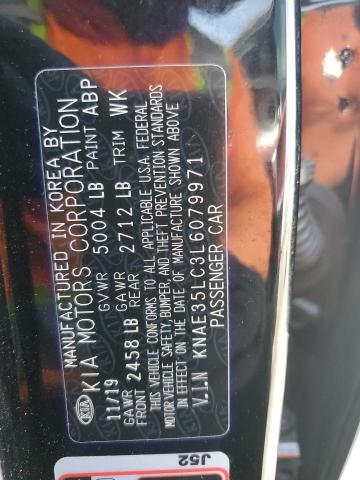 MANUFACTURED IN KOREA BY
KIA KIA MOTORS CORPORATION
11/19 GVWR 5004 LB PAINT ABP
GAWR FRONT 2458 LB GAWR REAR 2712 LB TRIM WK
THIS VEHICLE CONFORMS TO ALL APPLICABLE U.S.A. FEDERAL
MOTOR VEHICLE SAFETY, BUMPER, AND THEFT PREVENTION STANDARDS
IN EFFECT ON THE DATE OF MANUFACTURE SHOWN ABOVE
V.I.N KNAE35LC3L6079971
PASSENGER CAR
J52